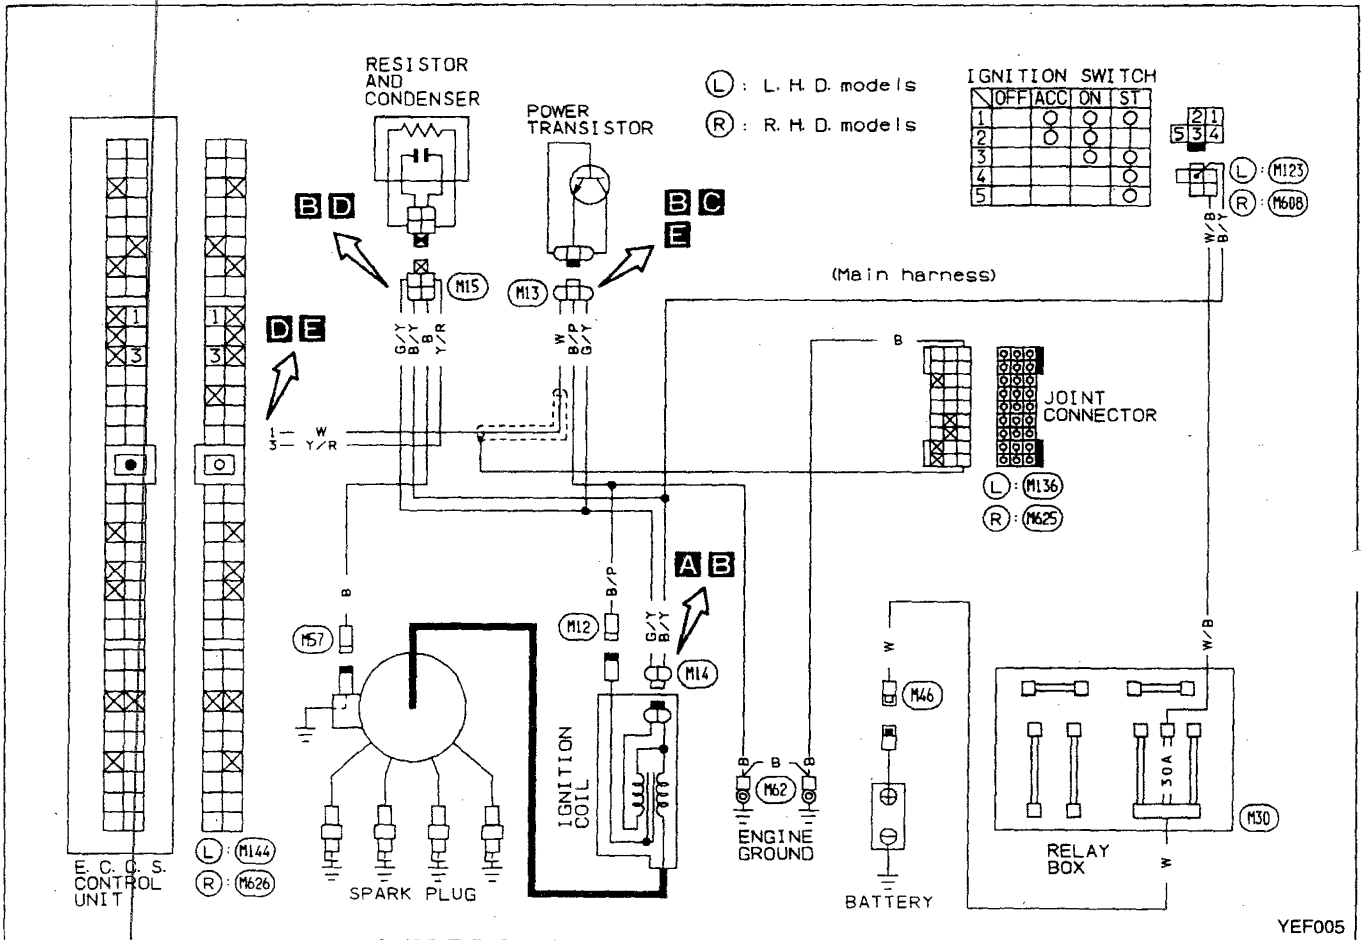 RESISTOR
AND
CONDENSER
POWER
TRANSISTOR
L : L. H. D. models
R : R. H. D. models
IGNITION SWITCH
OFF ACC ON ST
1
2
3
4
5
2 1
5 3 4
L : M123
R : M608
W/B
B/Y
B D
B C
E
M15
M13
(Main harness)
D E
1
3
1
3
G/Y
B/Y
B
Y/R
W
B/P
G/Y
B
JOINT
CONNECTOR
1 W
3 Y/R
L : M136
R : M625
A B
B
B/P
G/Y
B/Y
W
W/B
M57
M12
M14
M46
IGNITION
COIL
B
B
B
M62
30A
M30
ENGINE
GROUND
RELAY
BOX
W
E. C. C. S.
CONTROL
UNIT
L : M144
R : M626
SPARK PLUG
BATTERY
YEF005